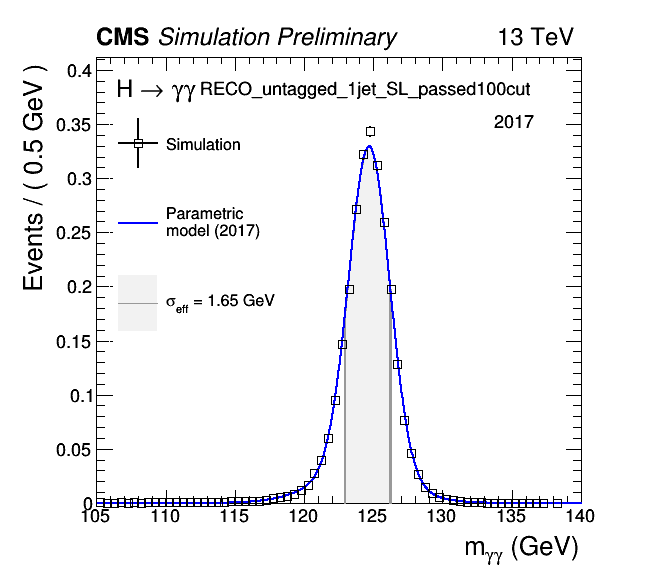 CMS Simulation Preliminary 13 TeV
H → γγ RECO_untagged_1jet_SL_passed100cut
2017
Simulation
Parametric
model (2017)
σeff = 1.65 GeV
Events / ( 0.5 GeV )
0.4
0.35
0.3
0.25
0.2
0.15
0.1
0.05
0
105 110 115 120 125 130 135 140
mγγ (GeV)